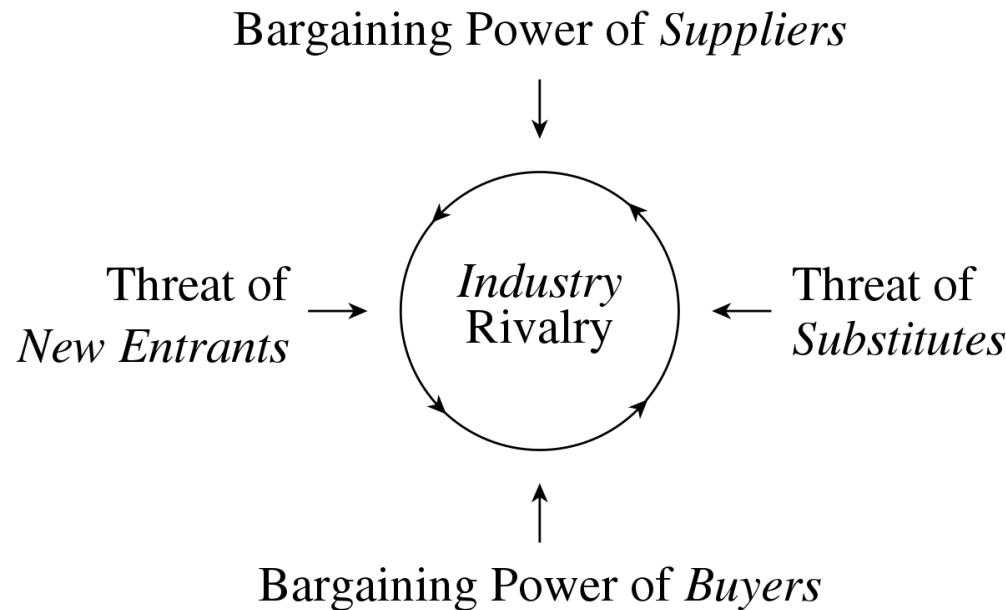 Bargaining Power of Suppliers
Threat of
New Entrants
Industry
Rivalry
Threat of
Substitutes
Bargaining Power of Buyers